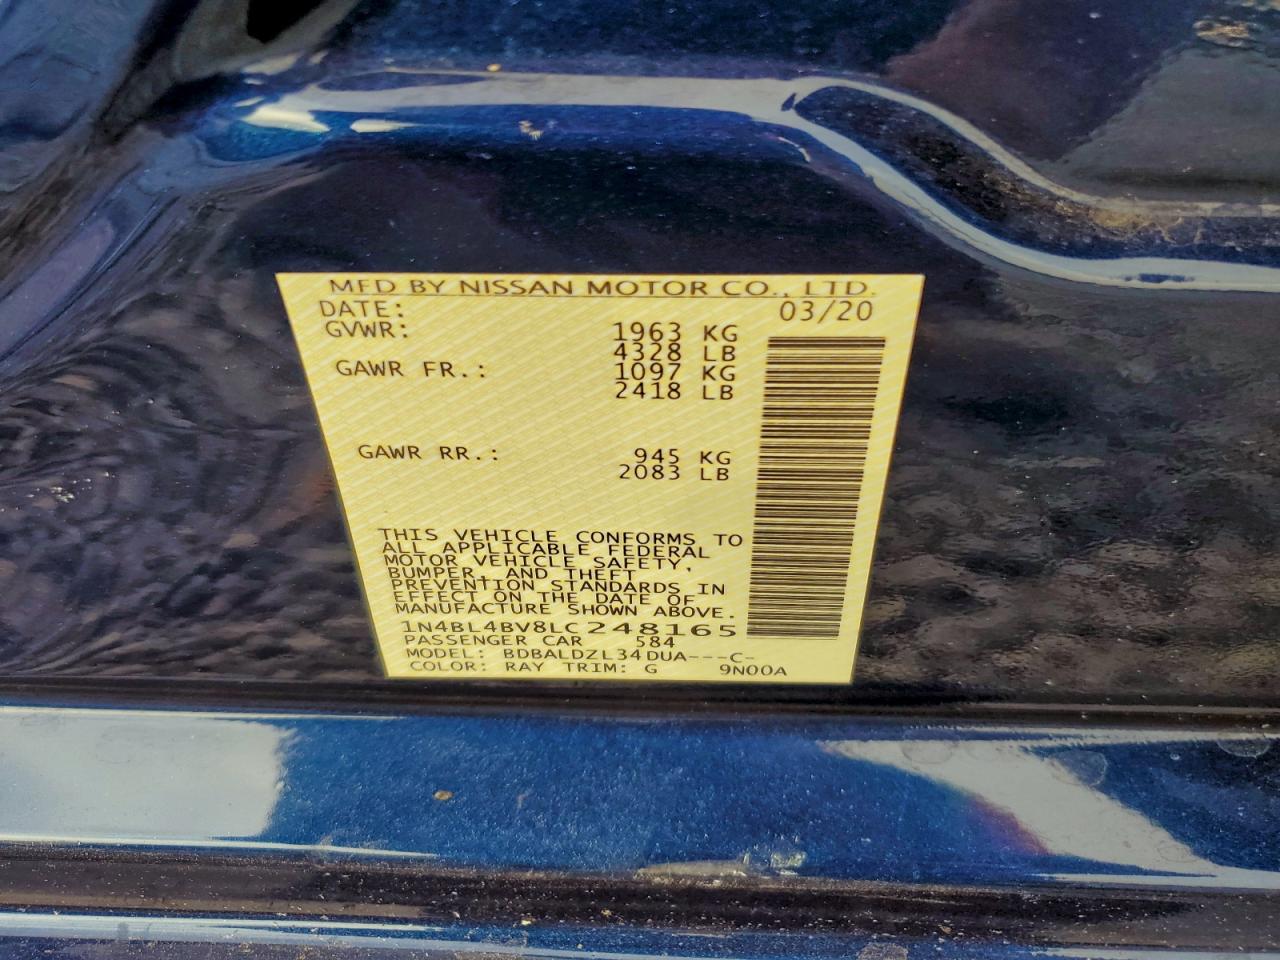 MFD BY NISSAN MOTOR CO., LTD.
DATE: 03/20
GVWR: 1963 KG
4328 LB
GAWR FR.: 1097 KG
2418 LB
GAWR RR.: 945 KG
2083 LB
THIS VEHICLE CONFORMS TO
ALL APPLICABLE FEDERAL
MOTOR VEHICLE SAFETY,
BUMPER, AND THEFT
PREVENTION STANDARDS IN
EFFECT ON THE DATE OF
MANUFACTURE SHOWN ABOVE.
1N4BL4BV8LC248165
PASSENGER CAR 584
MODEL: BDBALDZL34DUA---C-
COLOR: RAY TRIM: G 9N00A